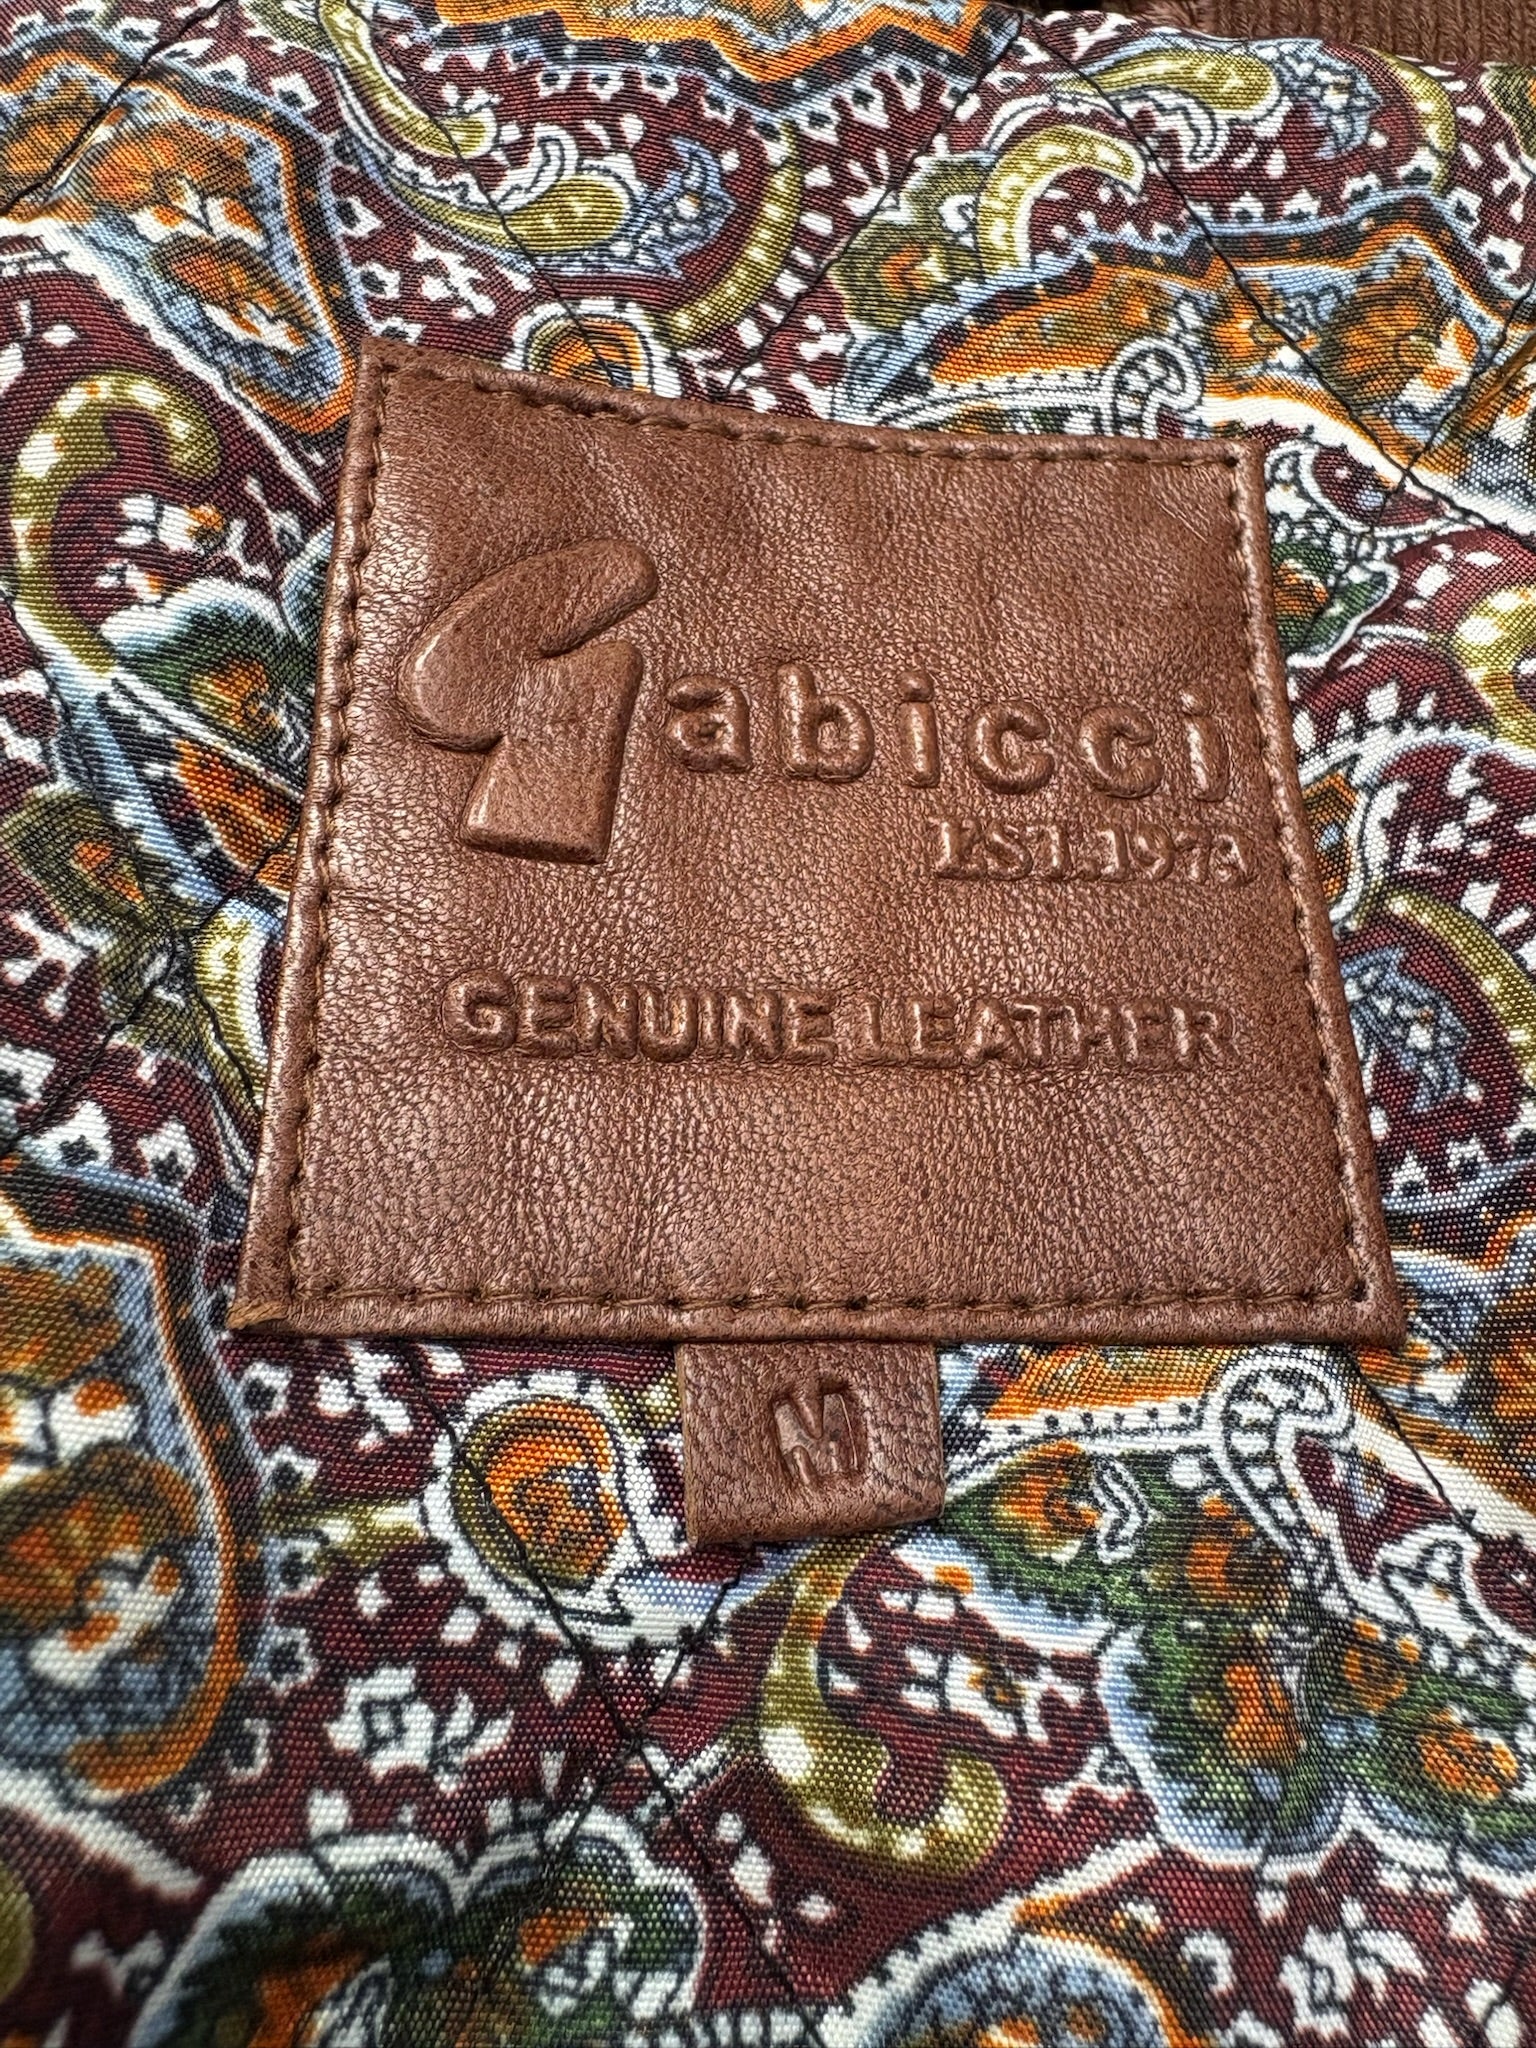 Gabicci
EST. 1973
GENUINE LEATHER
M